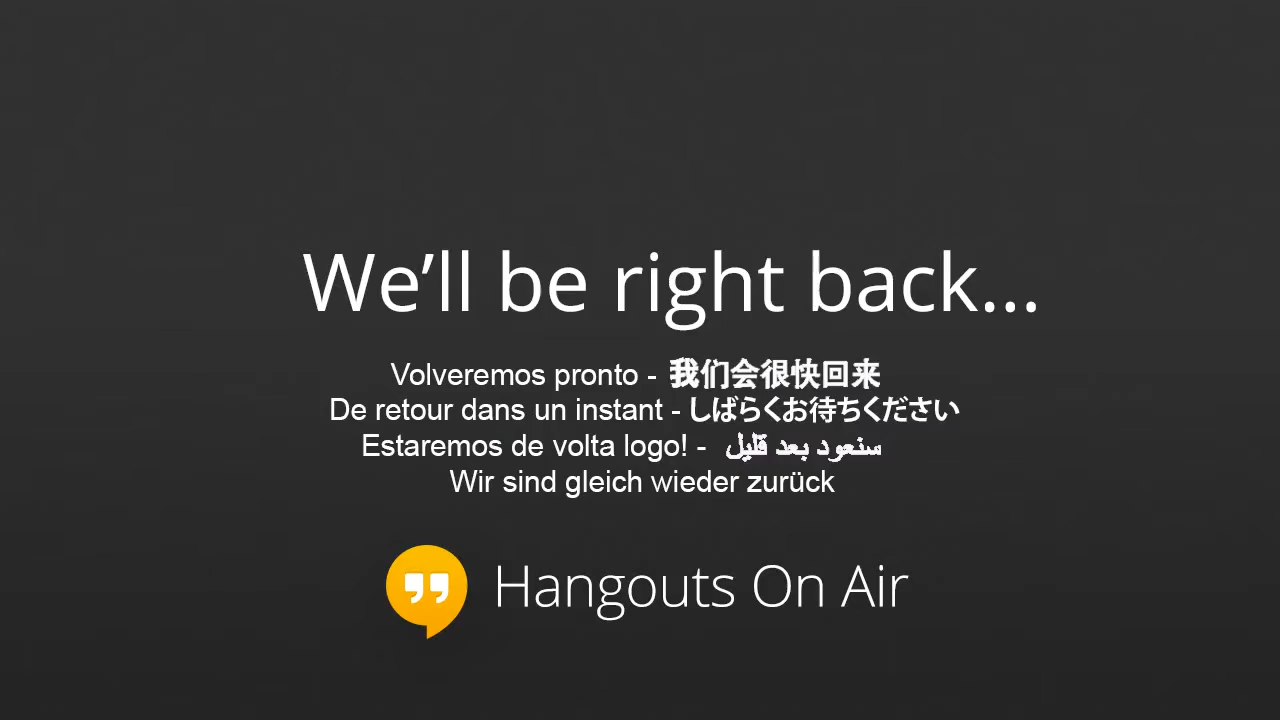 We’ll be right back...
Volveremos pronto - 我们会很快回来
De retour dans un instant - しばらくお待ちください
Estaremos de volta logo! - سنعود بعد قليل
Wir sind gleich wieder zurück
Hangouts On Air